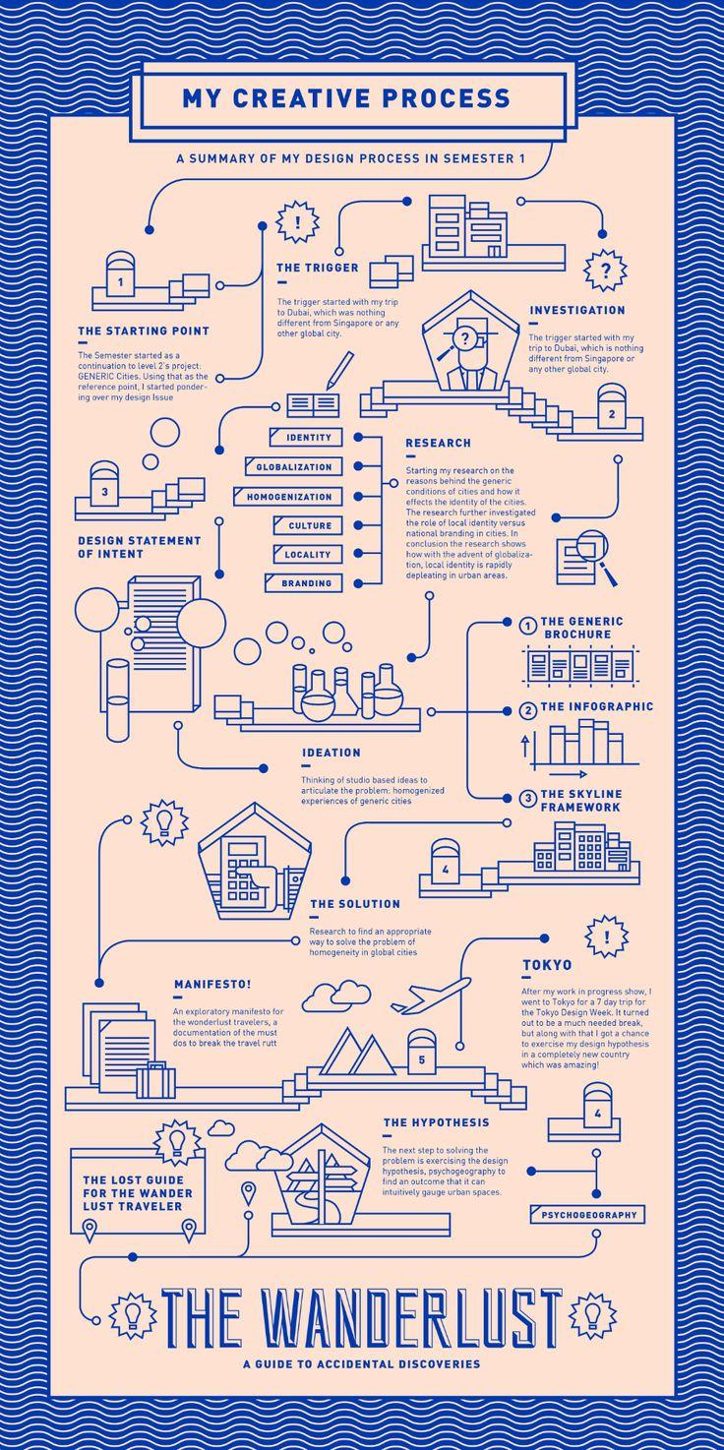 MY CREATIVE PROCESS
A SUMMARY OF MY DESIGN PROCESS IN SEMESTER 1
!
1
THE STARTING POINT
The Semester started as a
continuation to level 2's project:
GENERIC Cities. Using that as the
reference point, I started ponder-
ing over my design Issue
THE TRIGGER
The trigger started with my trip
to Dubai, which was nothing
different from Singapore or any
other global city.
?
INVESTIGATION
The trigger started with my
trip to Dubai, which is nothing
different from Singapore or
any other global city.
?
2
IDENTITY
GLOBALIZATION
HOMOGENIZATION
CULTURE
LOCALITY
BRANDING
RESEARCH
Starting my research on the
reasons behind the generic
conditions of cities and how it
effects the identity of the cities.
The research further investigated
the role of local identity versus
national branding in cities. In
conclusion the research shows
how with the advent of globaliza-
tion, local identity is rapidly
depleating in urban areas.
3
DESIGN STATEMENT
OF INTENT
1 THE GENERIC
BROCHURE
2 THE INFOGRAPHIC
3 THE SKYLINE
FRAMEWORK
IDEATION
Thinking of studio based ideas to
articulate the problem: homogenized
experiences of generic cities
4
THE SOLUTION
Research to find an appropriate
way to solve the problem of
homogeneity in global cities
!
TOKYO
After my work in progress show, I
went to Tokyo for a 7 day trip for
the Tokyo Design Week. It turned
out to be a much needed break,
but along with that I got a chance
to exercise my design hypothesis
in a completely new country
which was amazing!
MANIFESTO!
An exploratory manifesto for
the wonderlust travelers, a
documentation of the must
dos to break the travel rutt
5
4
THE HYPOTHESIS
The next step to solving the
problem is exercising the design
hypothesis, psychogeography to
find an outcome that it can
intuitively gauge urban spaces.
PSYCHOGEOGRAPHY
THE LOST GUIDE
FOR THE WANDER
LUST TRAVELER
THE WANDERLUST
A GUIDE TO ACCIDENTAL DISCOVERIES